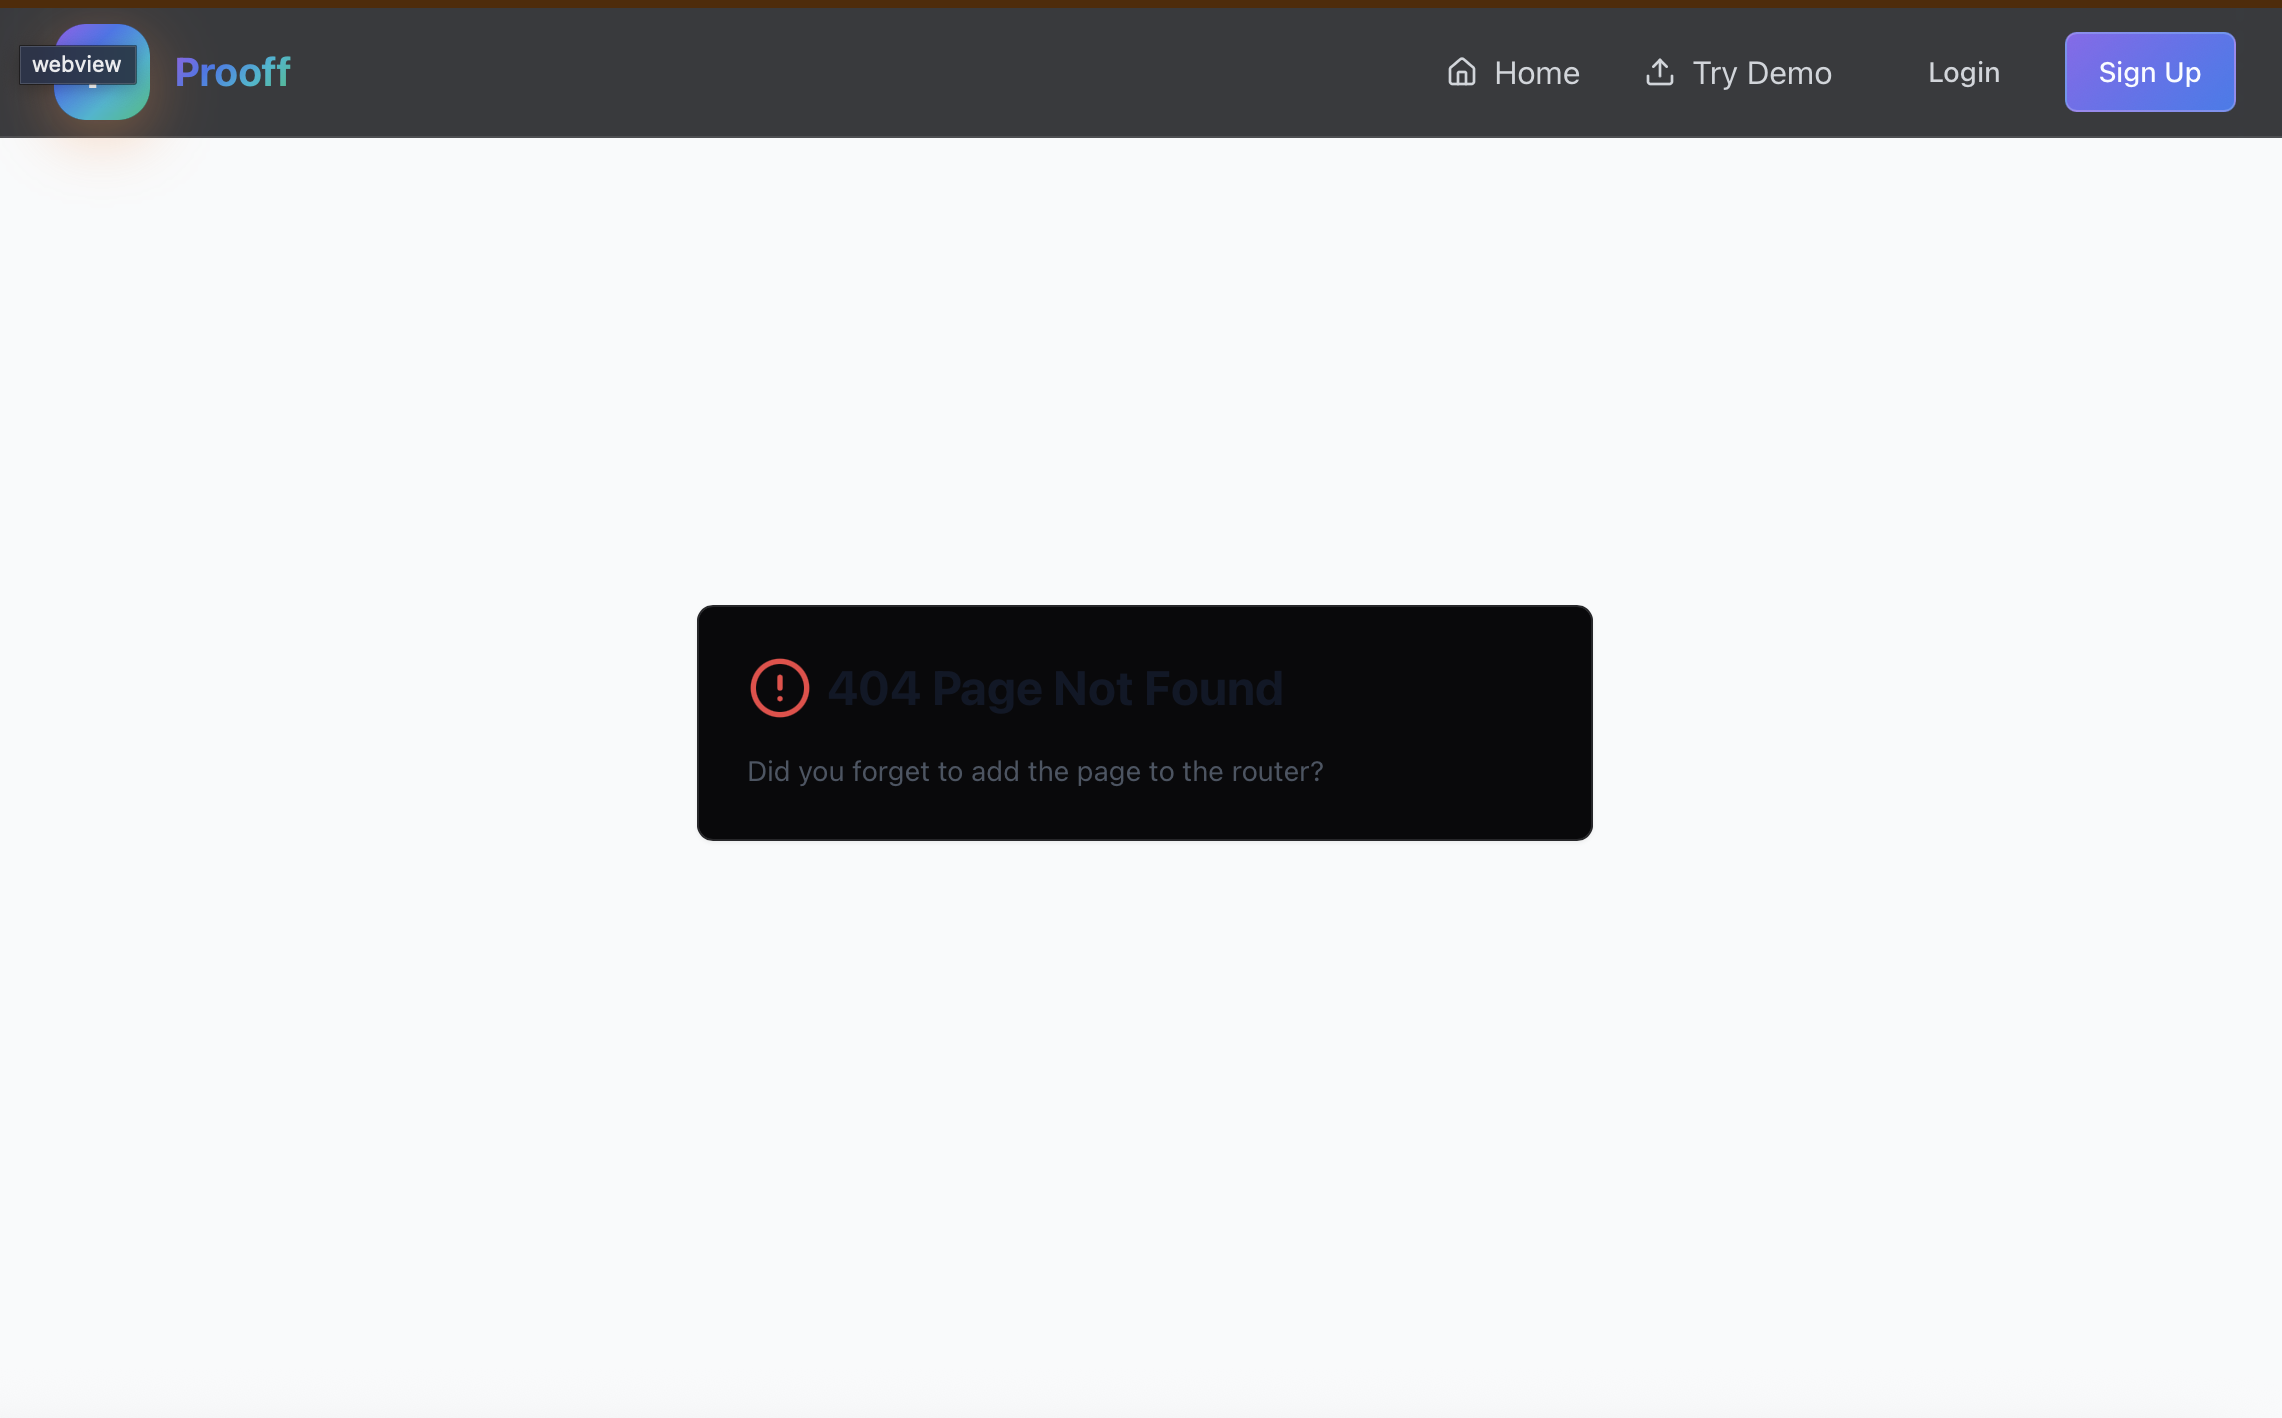 webview
Prooff
Home
Try Demo
Login
Sign Up
404 Page Not Found
Did you forget to add the page to the router?